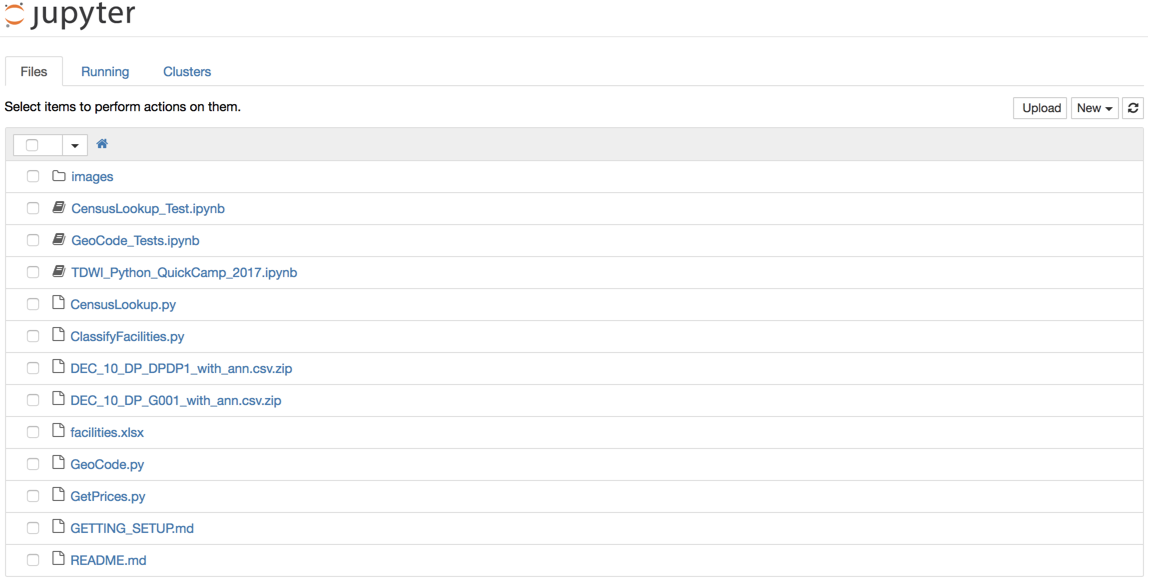 jupyter
Files Running Clusters
Select items to perform actions on them.
Upload New
images
CensusLookup_Test.ipynb
GeoCode_Tests.ipynb
TDWI_Python_QuickCamp_2017.ipynb
CensusLookup.py
ClassifyFacilities.py
DEC_10_DP_DPDP1_with_ann.csv.zip
DEC_10_DP_G001_with_ann.csv.zip
facilities.xlsx
GeoCode.py
GetPrices.py
GETTING_SETUP.md
README.md